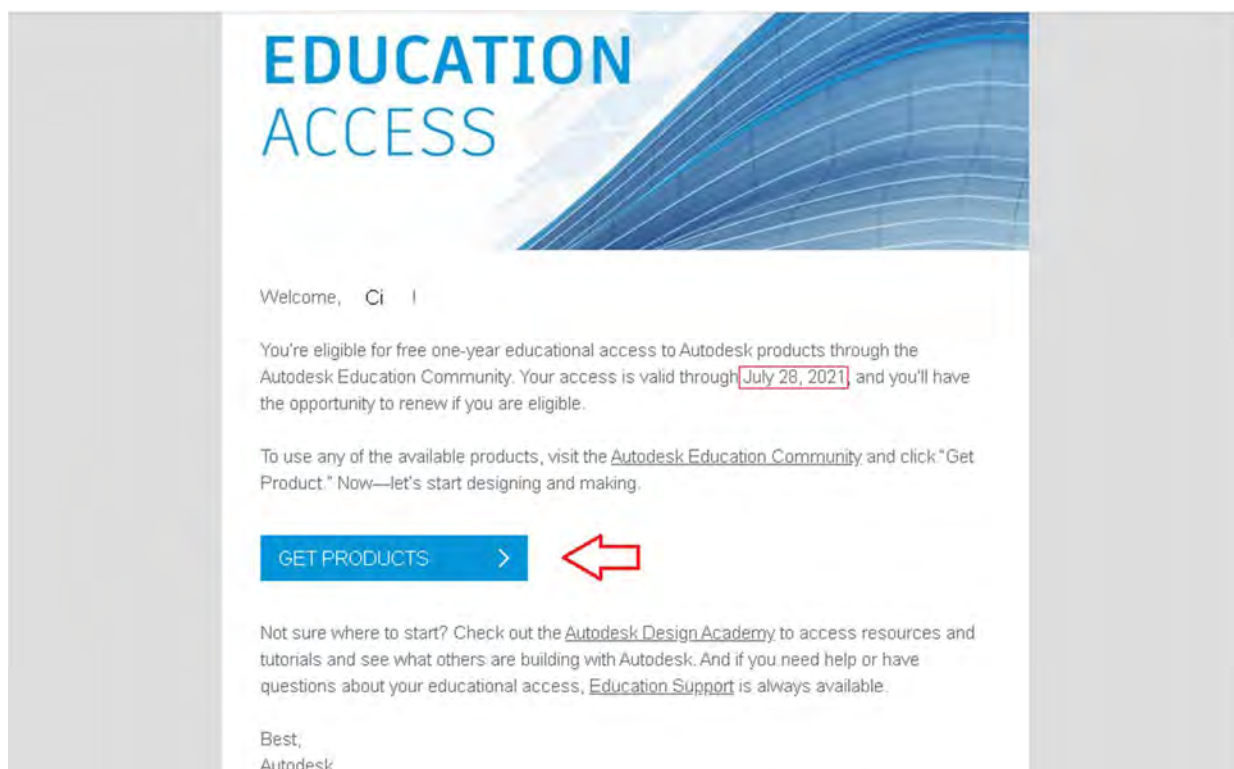 EDUCATION
ACCESS
Welcome, Ci !
You're eligible for free one-year educational access to Autodesk products through the
Autodesk Education Community. Your access is valid through July 28, 2021, and you'll have
the opportunity to renew if you are eligible.
To use any of the available products, visit the Autodesk Education Community and click "Get
Product." Now—let's start designing and making.
GET PRODUCTS >
Not sure where to start? Check out the Autodesk Design Academy to access resources and
tutorials and see what others are building with Autodesk. And if you need help or have
questions about your educational access, Education Support is always available.
Best,
Autodesk